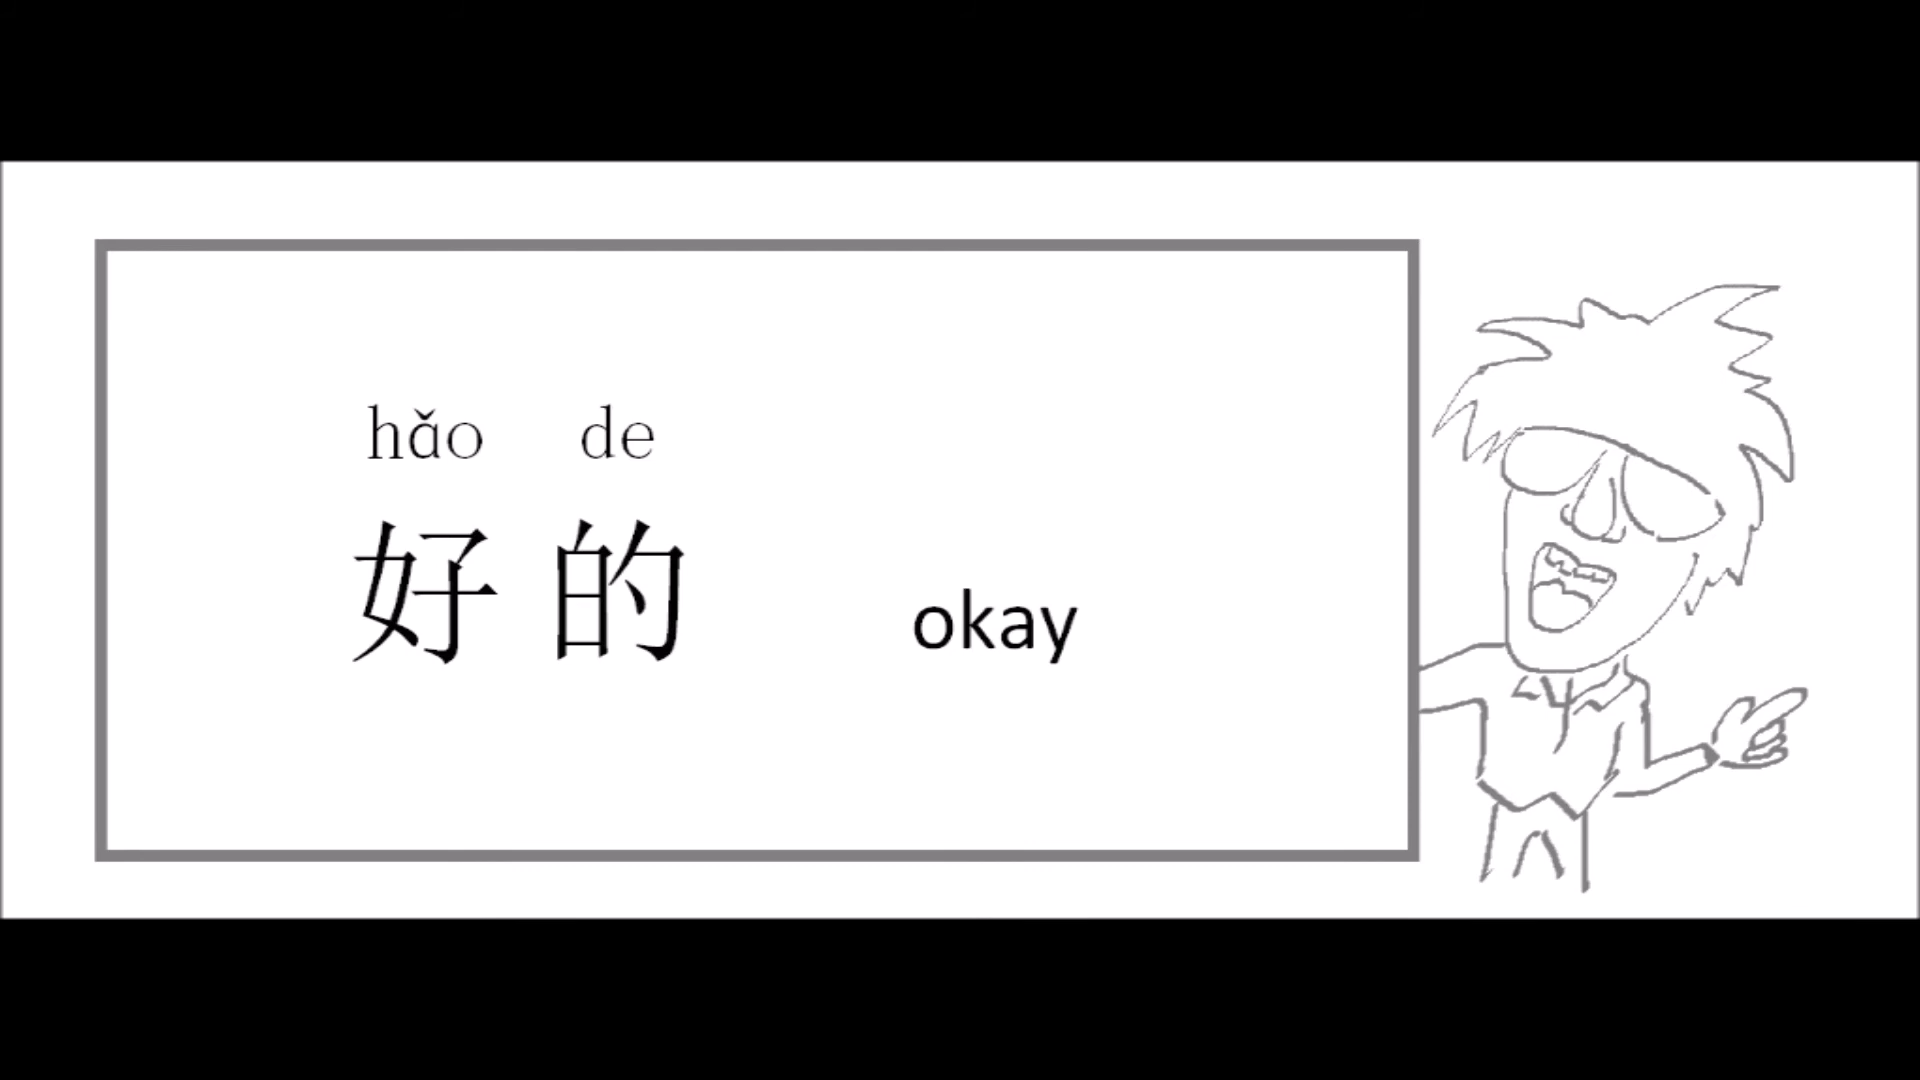 hǎo de
好的 okay